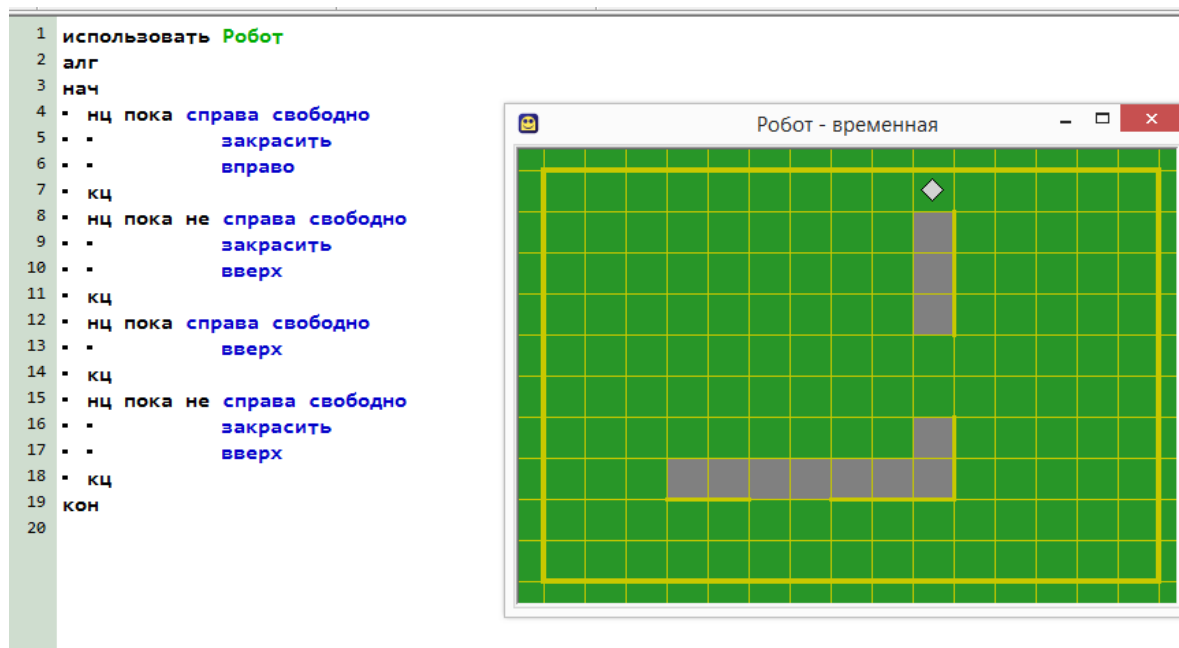 1 использовать Робот
2 алг
3 нач
4 нц пока справа свободно
5 закрасить
6 вправо
7 кц
8 нц пока не справа свободно
9 закрасить
10 вверх
11 кц
12 нц пока справа свободно
13 вверх
14 кц
15 нц пока не справа свободно
16 закрасить
17 вверх
18 кц
19 кон
20
Робот - временная